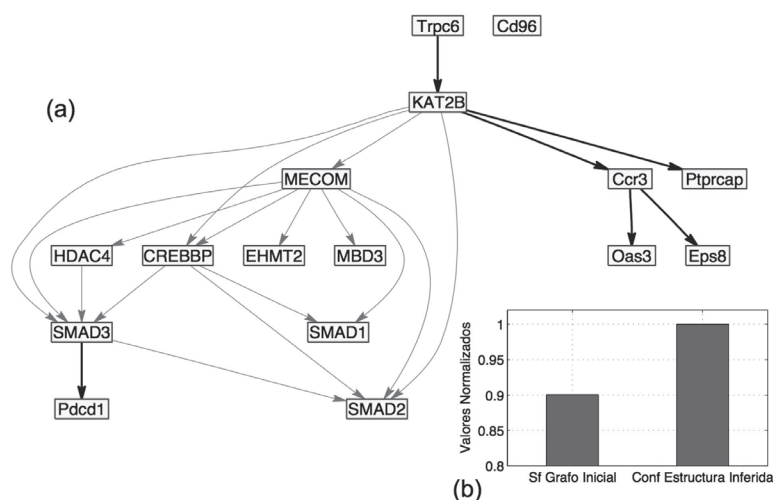 Trpc6 Cd96
(a)
KAT2B
MECOM Ccr3 Ptprcap
HDAC4 CREBBP EHMT2 MBD3 Oas3 Eps8
SMAD3 SMAD1
Pdcd1 SMAD2
Valores Normalizados
1
0.95
0.9
0.85
0.8
Sf Grafo Inicial Conf Estructura Inferida
(b)